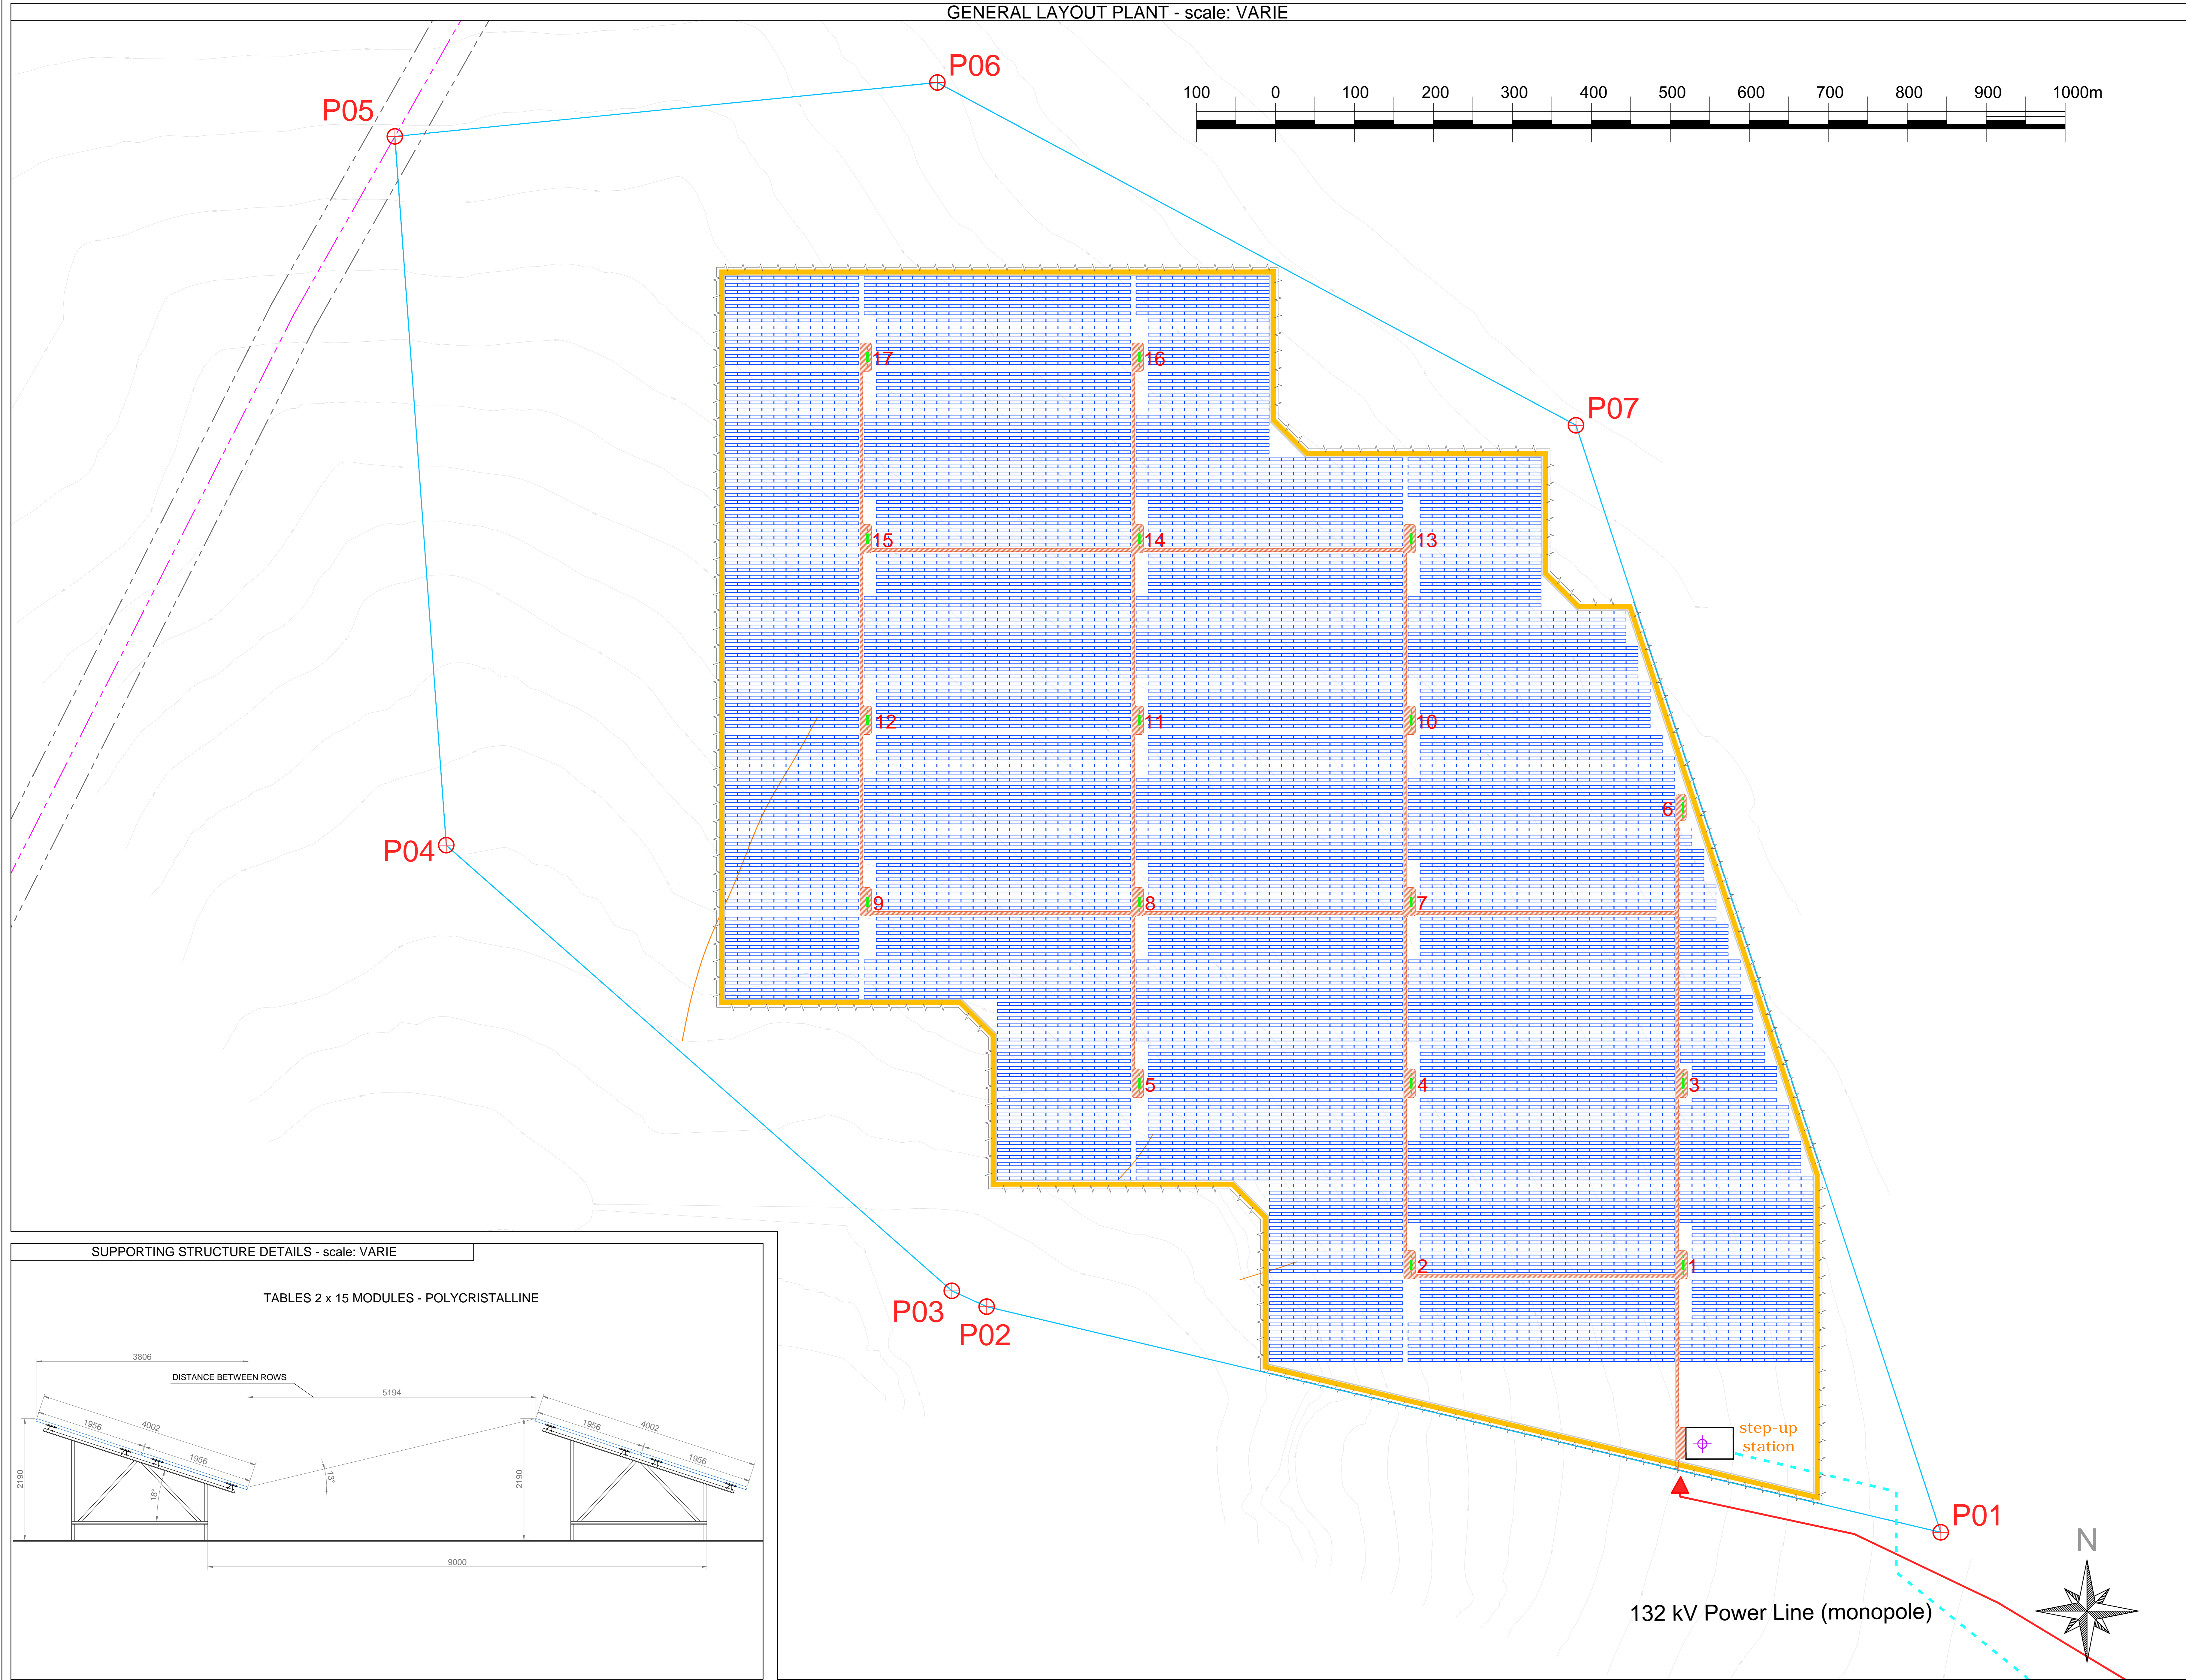 GENERAL LAYOUT PLANT - scale: VARIE
P06
100 0 100 200 300 400 500 600 700 800 900 1000m
P05
P07
17 16
15 14 13
12 11 10
6
P04
9 8 7
5 4 3
2 1
P03
P02
step-up
station
P01
N
132 kV Power Line (monopole)
SUPPORTING STRUCTURE DETAILS - scale: VARIE
TABLES 2 x 15 MODULES - POLYCRISTALLINE
3806
DISTANCE BETWEEN ROWS
5194
1956 4002 1956
1956 4002 1956
2190
18°
13°
2190
9000